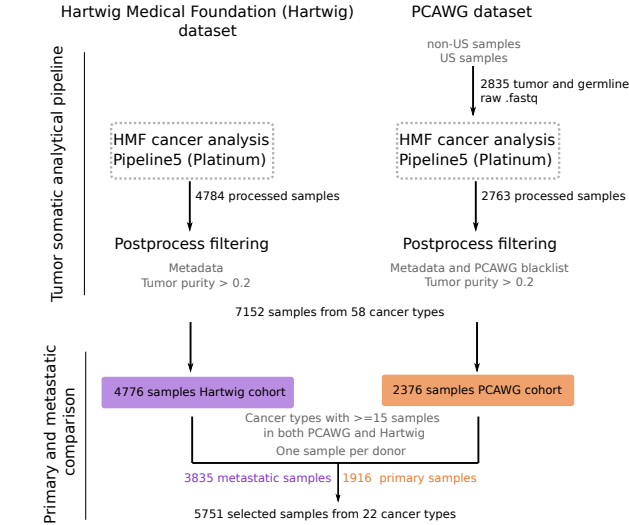 Hartwig Medical Foundation (Hartwig)
dataset
PCAWG dataset
non-US samples
US samples
2835 tumor and germline
raw .fastq
Tumor somatic analytical pipeline
HMF cancer analysis
Pipeline5 (Platinum)
HMF cancer analysis
Pipeline5 (Platinum)
4784 processed samples
2763 processed samples
Postprocess filtering
Metadata
Tumor purity > 0.2
Postprocess filtering
Metadata and PCAWG blacklist
Tumor purity > 0.2
7152 samples from 58 cancer types
Primary and metastatic
comparison
4776 samples Hartwig cohort
2376 samples PCAWG cohort
Cancer types with >=15 samples
in both PCAWG and Hartwig
One sample per donor
3835 metastatic samples
1916 primary samples
5751 selected samples from 22 cancer types